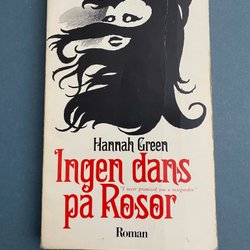 Hannah Green
Ingen dans
"I never promised you a rosegarden"
på Rosor
Roman